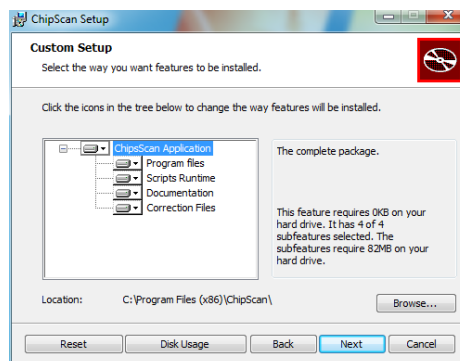 ChipScan Setup
Custom Setup
Select the way you want features to be installed.
Click the icons in the tree below to change the way features will be installed.
ChipsScan Application
Program files
Scripts Runtime
Documentation
Correction Files
The complete package.
This feature requires 0KB on your
hard drive. It has 4 of 4
subfeatures selected. The
subfeatures require 82MB on your
hard drive.
Location: C:\Program Files (x86)\ChipScan\
Browse...
Reset Disk Usage Back Next Cancel